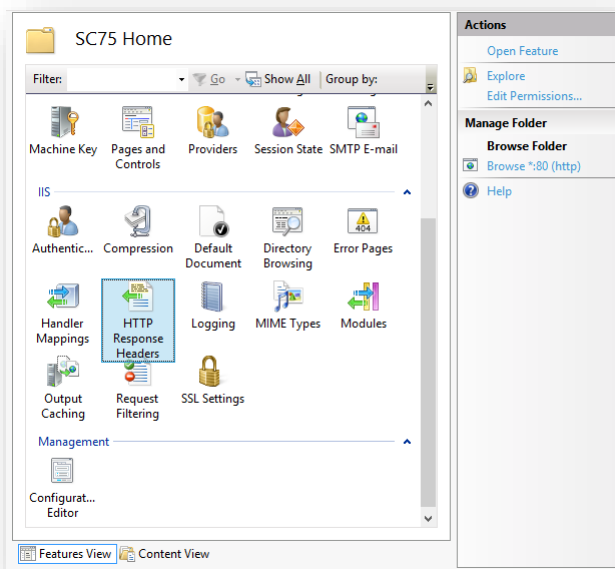 SC75 Home
Filter:
Go
Show All
Group by:
Machine Key
Pages and
Controls
Providers
Session State
SMTP E-mail
IIS
Authentic...
Compression
Default
Document
Directory
Browsing
Error Pages
404
Handler
Mappings
HTTP
Response
Headers
Logging
MIME Types
Modules
Output
Caching
Request
Filtering
SSL Settings
Management
Configurat...
Editor
Features View
Content View
Actions
Open Feature
Explore
Edit Permissions...
Manage Folder
Browse Folder
Browse *:80 (http)
Help